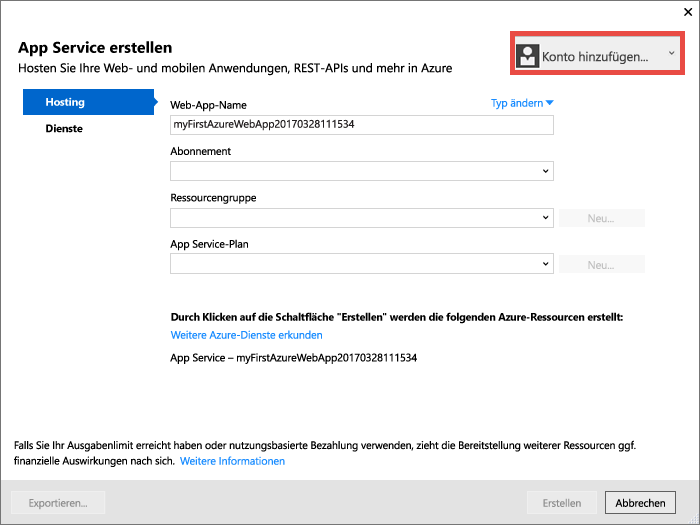 App Service erstellen
Hosten Sie Ihre Web- und mobilen Anwendungen, REST-APIs und mehr in Azure
Konto hinzufügen...
Hosting
Dienste
Web-App-Name
Typ ändern
myFirstAzureWebApp20170328111534
Abonnement
Ressourcengruppe
Neu...
App Service-Plan
Neu...
Durch Klicken auf die Schaltfläche "Erstellen" werden die folgenden Azure-Ressourcen erstellt:
Weitere Azure-Dienste erkunden
App Service – myFirstAzureWebApp20170328111534
Falls Sie Ihr Ausgabenlimit erreicht haben oder nutzungsbasierte Bezahlung verwenden, zieht die Bereitstellung weiterer Ressourcen ggf.
finanzielle Auswirkungen nach sich. Weitere Informationen
Exportieren...
Erstellen
Abbrechen